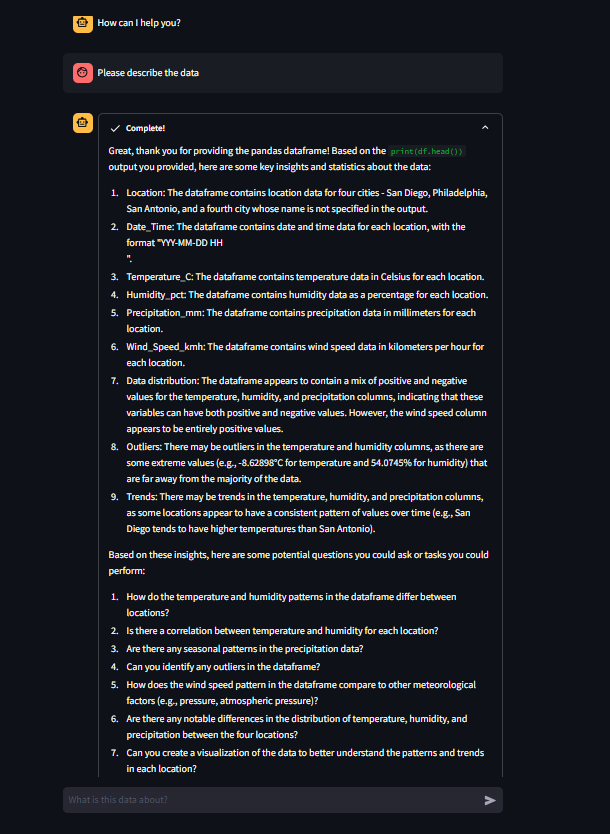 How can I help you?
Please describe the data
Complete!
Great, thank you for providing the pandas dataframe! Based on the print(df.head())
output you provided, here are some key insights and statistics about the data:
1. Location: The dataframe contains location data for four cities - San Diego, Philadelphia,
San Antonio, and a fourth city whose name is not specified in the output.
2. Date_Time: The dataframe contains date and time data for each location, with the
format "YYY-MM-DD HH
".
3. Temperature_C: The dataframe contains temperature data in Celsius for each location.
4. Humidity_pct: The dataframe contains humidity data as a percentage for each location.
5. Precipitation_mm: The dataframe contains precipitation data in millimeters for each
location.
6. Wind_Speed_kmh: The dataframe contains wind speed data in kilometers per hour for
each location.
7. Data distribution: The dataframe appears to contain a mix of positive and negative
values for the temperature, humidity, and precipitation columns, indicating that these
variables can have both positive and negative values. However, the wind speed column
appears to be entirely positive values.
8. Outliers: There may be outliers in the temperature and humidity columns, as there are
some extreme values (e.g., -8.62898°C for temperature and 54.0745% for humidity) that
are far away from the majority of the data.
9. Trends: There may be trends in the temperature, humidity, and precipitation columns,
as some locations appear to have a consistent pattern of values over time (e.g., San
Diego tends to have higher temperatures than San Antonio).
Based on these insights, here are some potential questions you could ask or tasks you could
perform:
1. How do the temperature and humidity patterns in the dataframe differ between
locations?
2. Is there a correlation between temperature and humidity for each location?
3. Are there any seasonal patterns in the precipitation data?
4. Can you identify any outliers in the dataframe?
5. How does the wind speed pattern in the dataframe compare to other meteorological
factors (e.g., pressure, atmospheric pressure)?
6. Are there any notable differences in the distribution of temperature, humidity, and
precipitation between the four locations?
7. Can you create a visualization of the data to better understand the patterns and trends
in each location?
What is this data about?